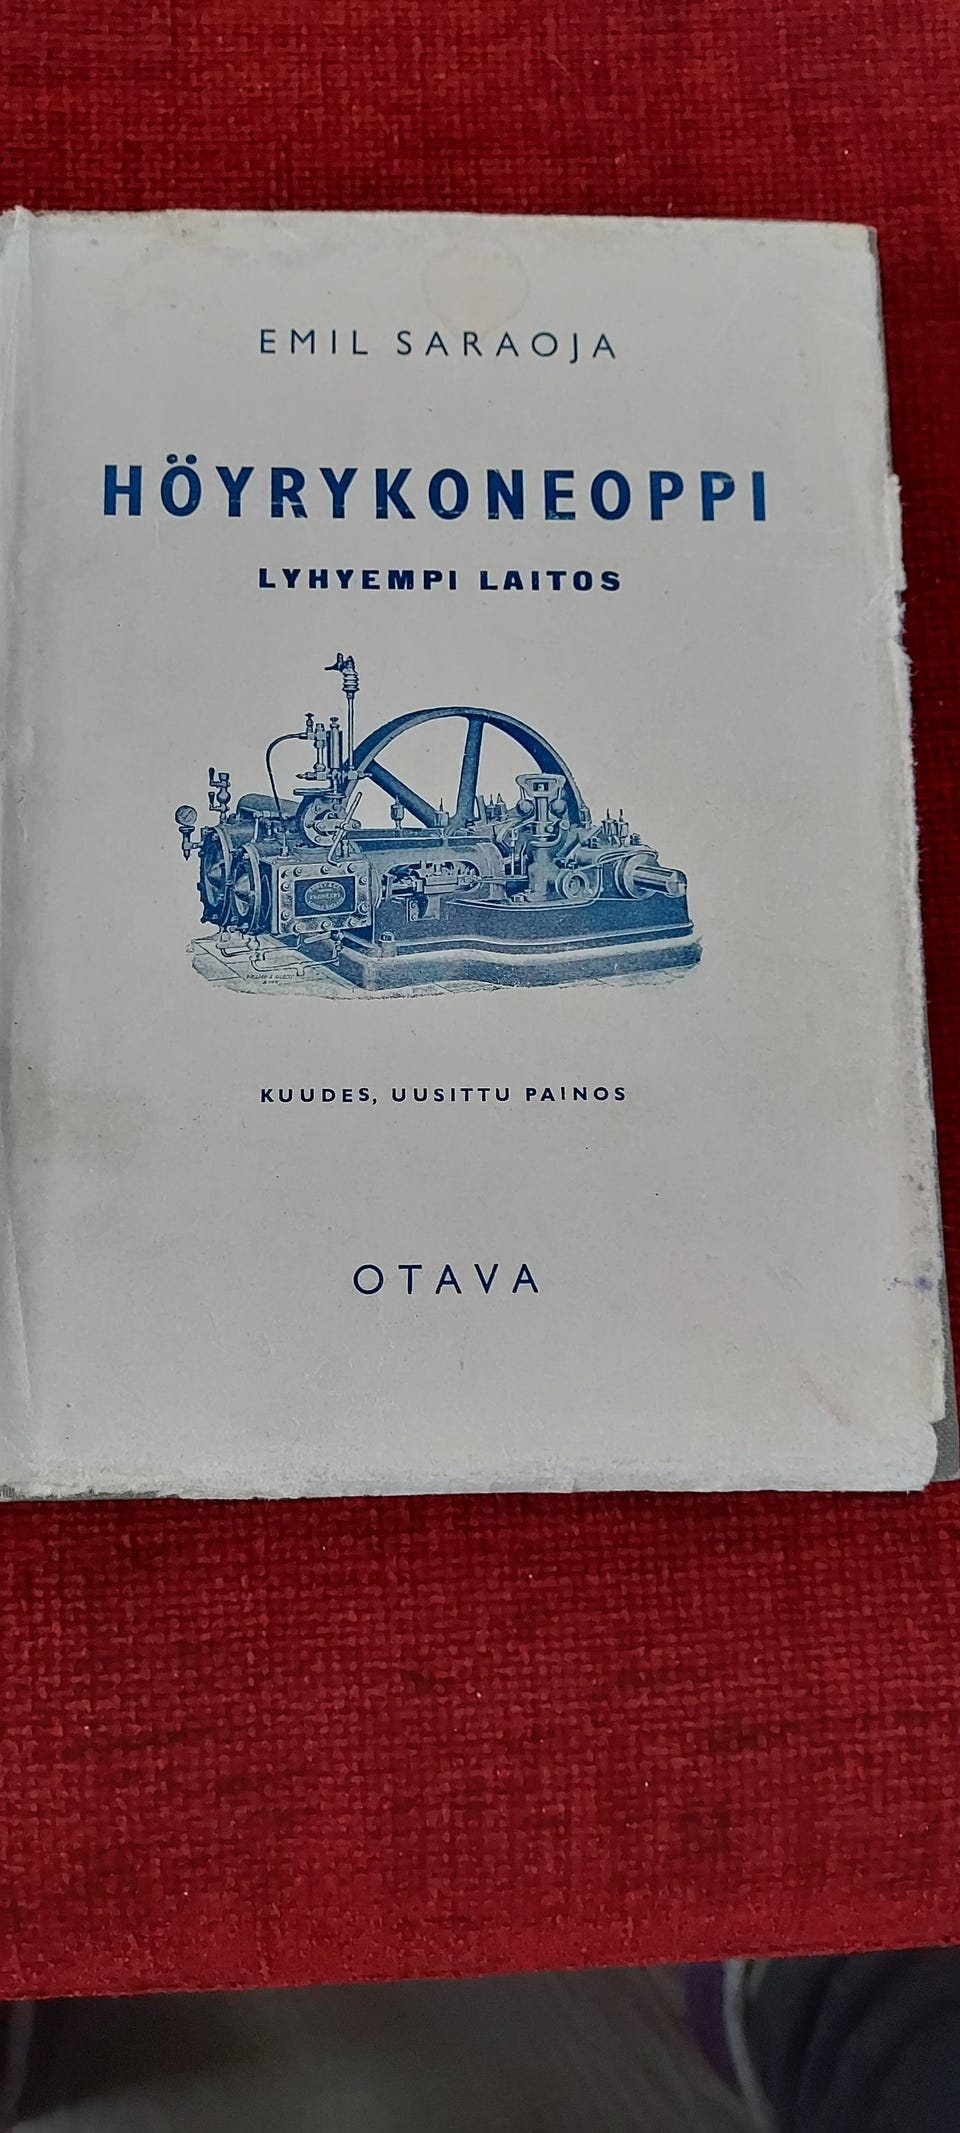 EMIL SARAOJA
HÖYRYKONEOPPI
LYHYEMPI LAITOS
KUUDES, UUSITTU PAINOS
OTAVA